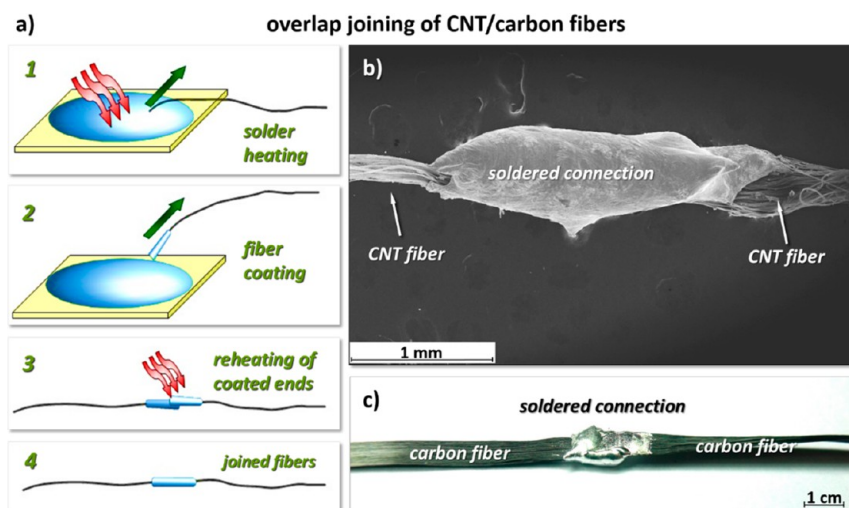 a)
overlap joining of CNT/carbon fibers
1
solder
heating
2
fiber
coating
3
reheating of
coated ends
4
joined fibers
b)
soldered connection
CNT fiber
CNT fiber
1 mm
c)
soldered connection
carbon fiber
carbon fiber
1 cm